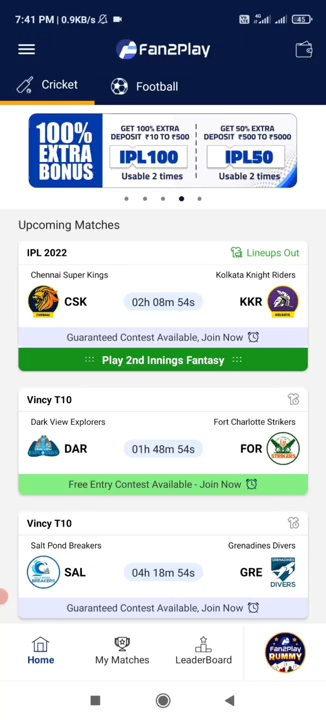 7:41 PM | 0.9KB/s
4G
45
Fan2Play
Cricket
Football
100% EXTRA BONUS
GET 100% EXTRA
DEPOSIT ₹10 TO ₹500
IPL100
Usable 2 times
GET 50% EXTRA
DEPOSIT ₹500 TO ₹5000
IPL50
Usable 2 times
Upcoming Matches
IPL 2022
Lineups Out
Chennai Super Kings
Kolkata Knight Riders
CSK
02h 08m 54s
KKR
Guaranteed Contest Available, Join Now
Play 2nd Innings Fantasy
Vincy T10
Dark View Explorers
Fort Charlotte Strikers
DAR
01h 48m 54s
FOR
STRIKERS
Free Entry Contest Available - Join Now
Vincy T10
Salt Pond Breakers
Grenadines Divers
SAL
BREAKERS
04h 18m 54s
GRE
DIVERS
Guaranteed Contest Available, Join Now
Home
My Matches
LeaderBoard
Fan2Play
RUMMY